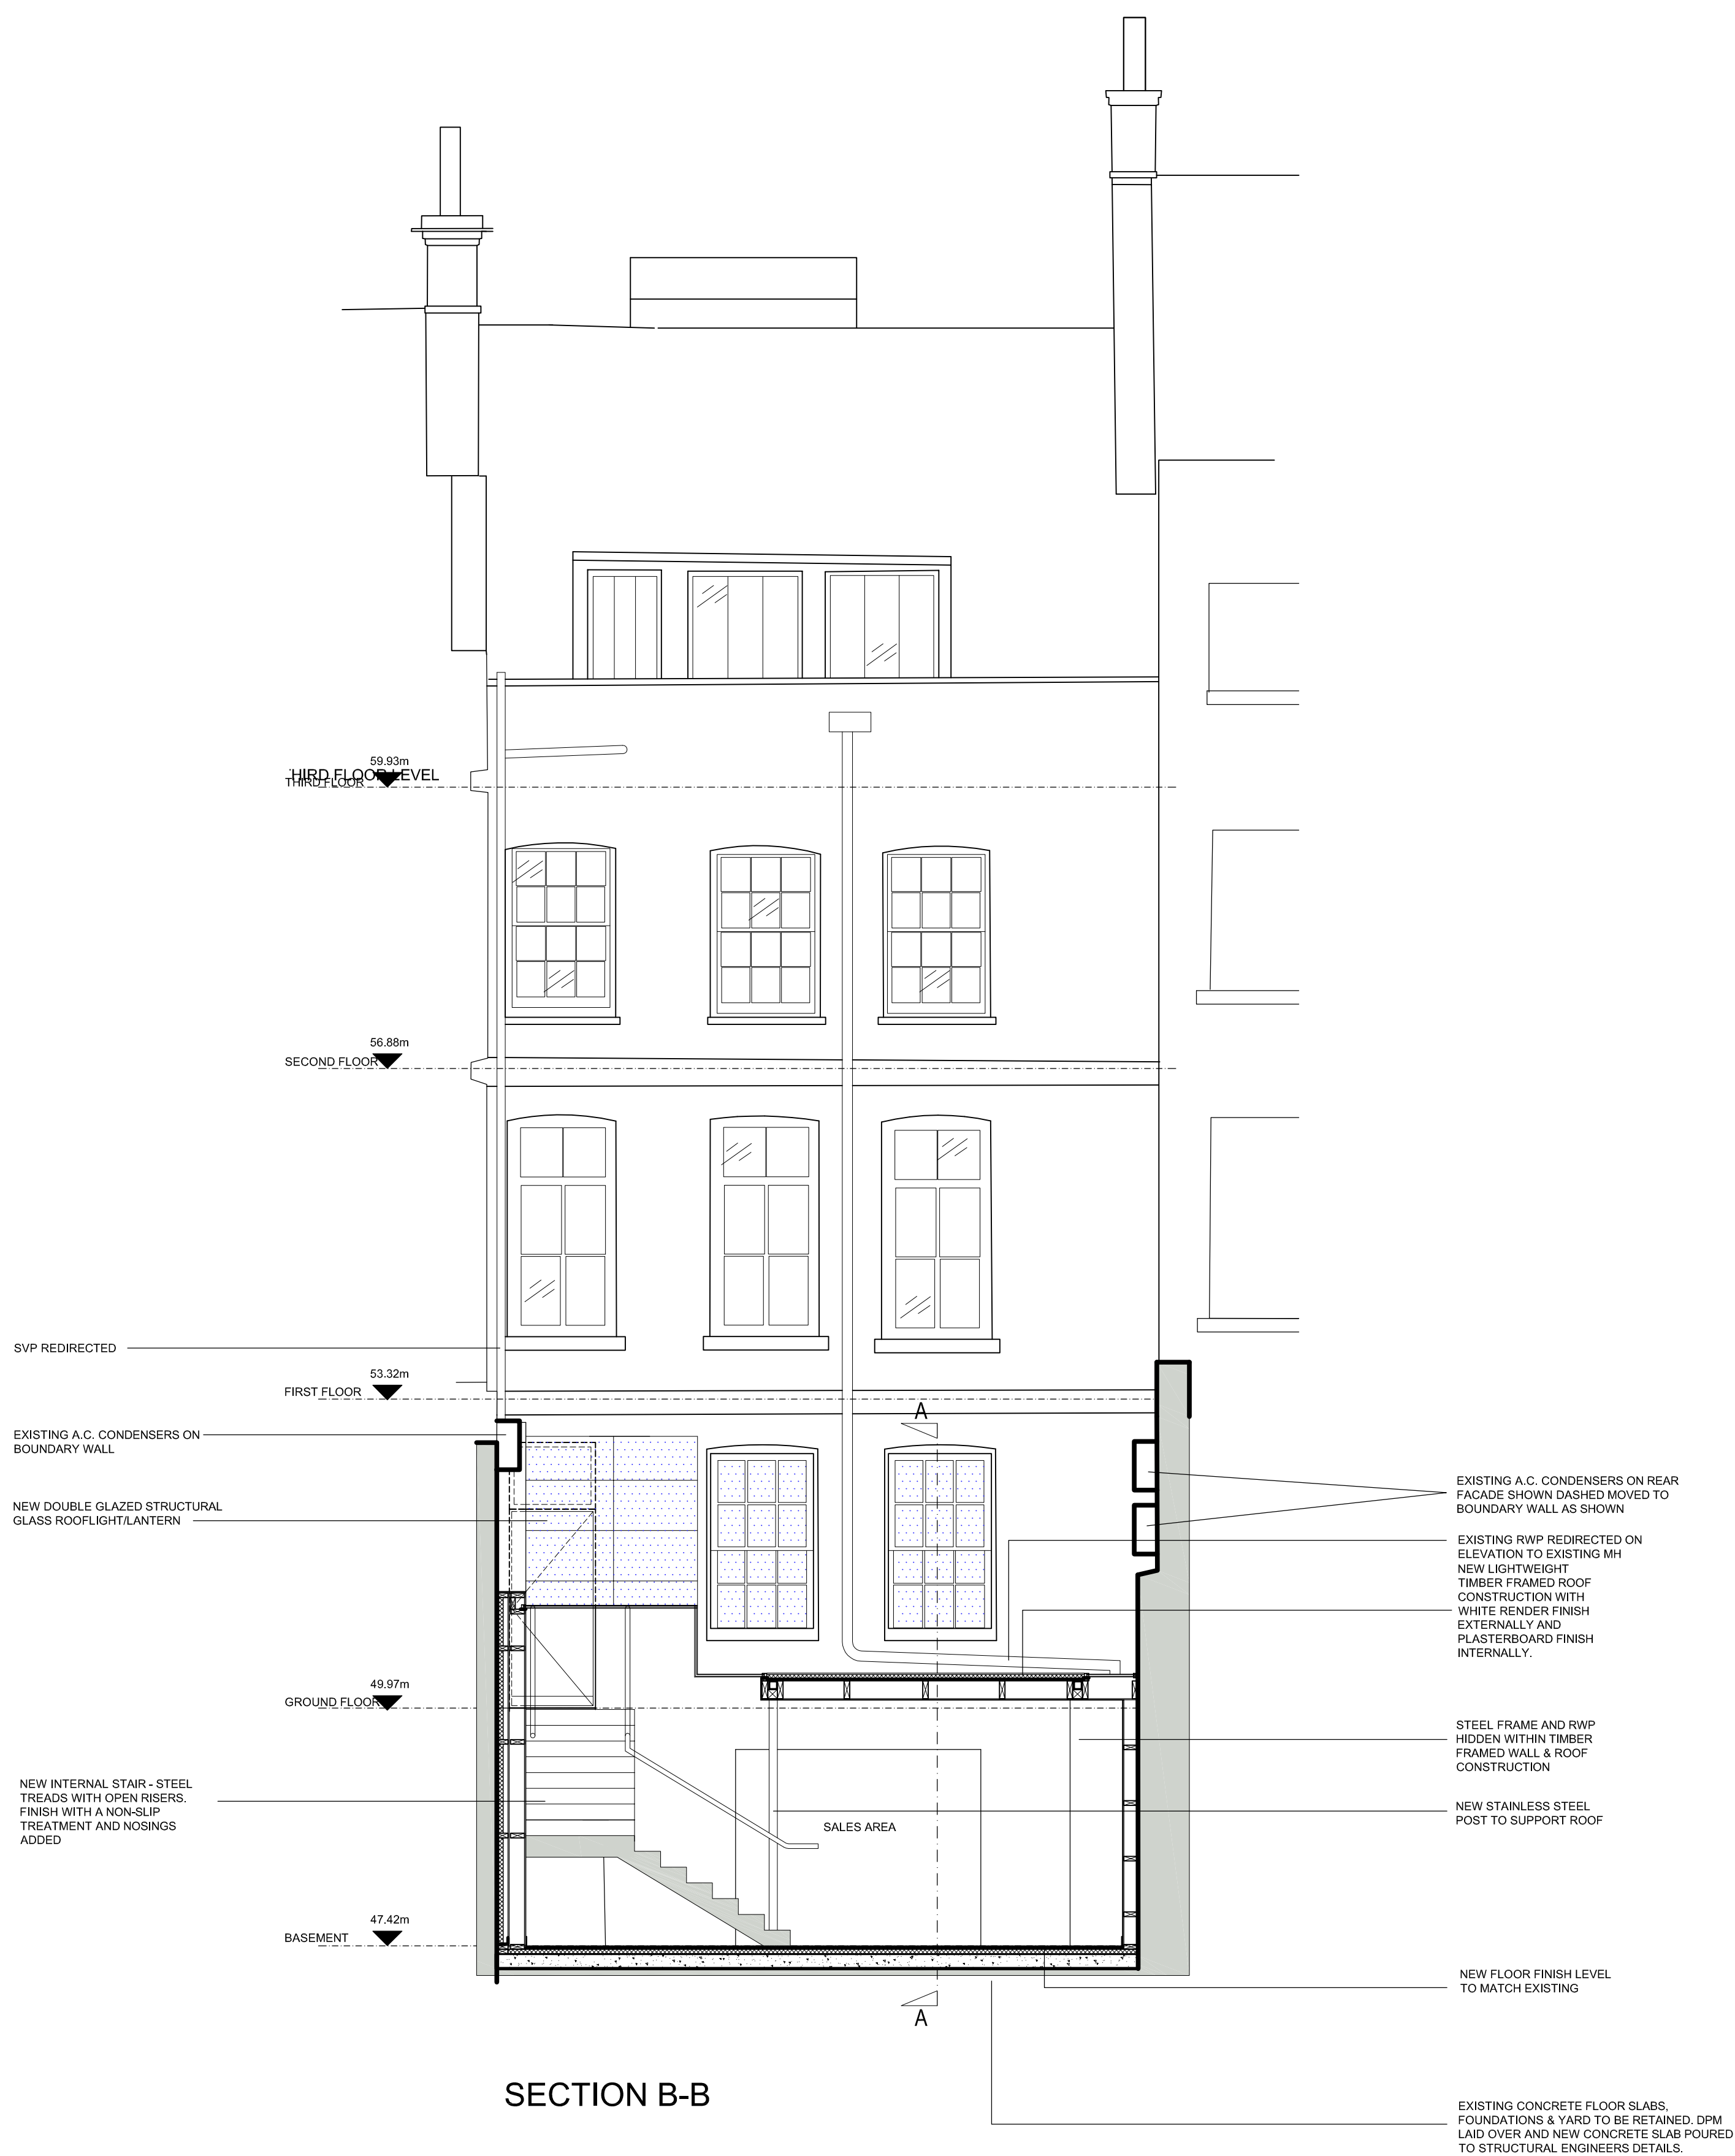 59.93m
THIRD FLOOR LEVEL
THIRD FLOOR
56.88m
SECOND FLOOR
SVP REDIRECTED
53.32m
FIRST FLOOR
A
EXISTING A.C. CONDENSERS ON
BOUNDARY WALL
EXISTING A.C. CONDENSERS ON REAR
FACADE SHOWN DASHED MOVED TO
BOUNDARY WALL AS SHOWN
NEW DOUBLE GLAZED STRUCTURAL
GLASS ROOFLIGHT/LANTERN
EXISTING RWP REDIRECTED ON
ELEVATION TO EXISTING MH
NEW LIGHTWEIGHT
TIMBER FRAMED ROOF
CONSTRUCTION WITH
WHITE RENDER FINISH
EXTERNALLY AND
PLASTERBOARD FINISH
INTERNALLY.
49.97m
GROUND FLOOR
STEEL FRAME AND RWP
HIDDEN WITHIN TIMBER
FRAMED WALL & ROOF
CONSTRUCTION
NEW INTERNAL STAIR - STEEL
TREADS WITH OPEN RISERS.
FINISH WITH A NON-SLIP
TREATMENT AND NOSINGS
ADDED
NEW STAINLESS STEEL
POST TO SUPPORT ROOF
SALES AREA
47.42m
BASEMENT
NEW FLOOR FINISH LEVEL
TO MATCH EXISTING
A
SECTION B-B
EXISTING CONCRETE FLOOR SLABS,
FOUNDATIONS & YARD TO BE RETAINED. DPM
LAID OVER AND NEW CONCRETE SLAB POURED
TO STRUCTURAL ENGINEERS DETAILS.